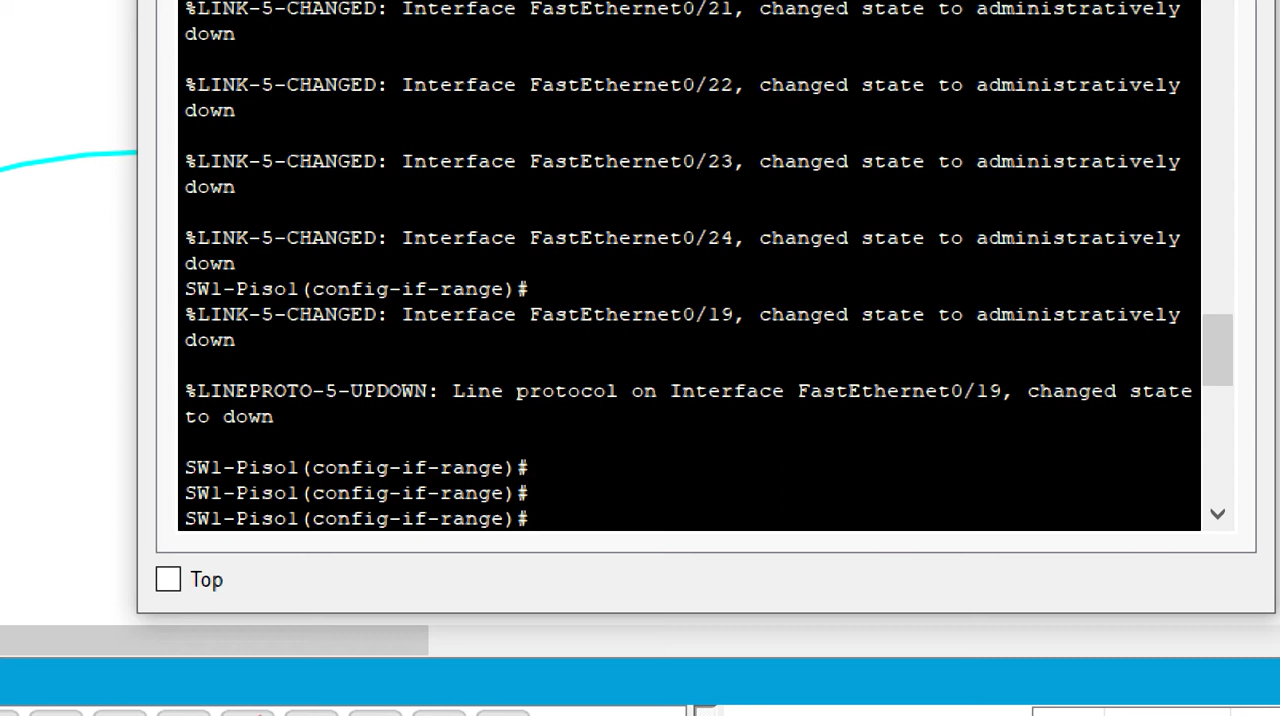 %LINK-5-CHANGED: Interface FastEthernet0/21, changed state to administratively
down
%LINK-5-CHANGED: Interface FastEthernet0/22, changed state to administratively
down
%LINK-5-CHANGED: Interface FastEthernet0/23, changed state to administratively
down
%LINK-5-CHANGED: Interface FastEthernet0/24, changed state to administratively
down
SW1-Piso1(config-if-range)#
%LINK-5-CHANGED: Interface FastEthernet0/19, changed state to administratively
down
%LINEPROTO-5-UPDOWN: Line protocol on Interface FastEthernet0/19, changed state
to down
SW1-Piso1(config-if-range)#
SW1-Piso1(config-if-range)#
SW1-Piso1(config-if-range)#
Top